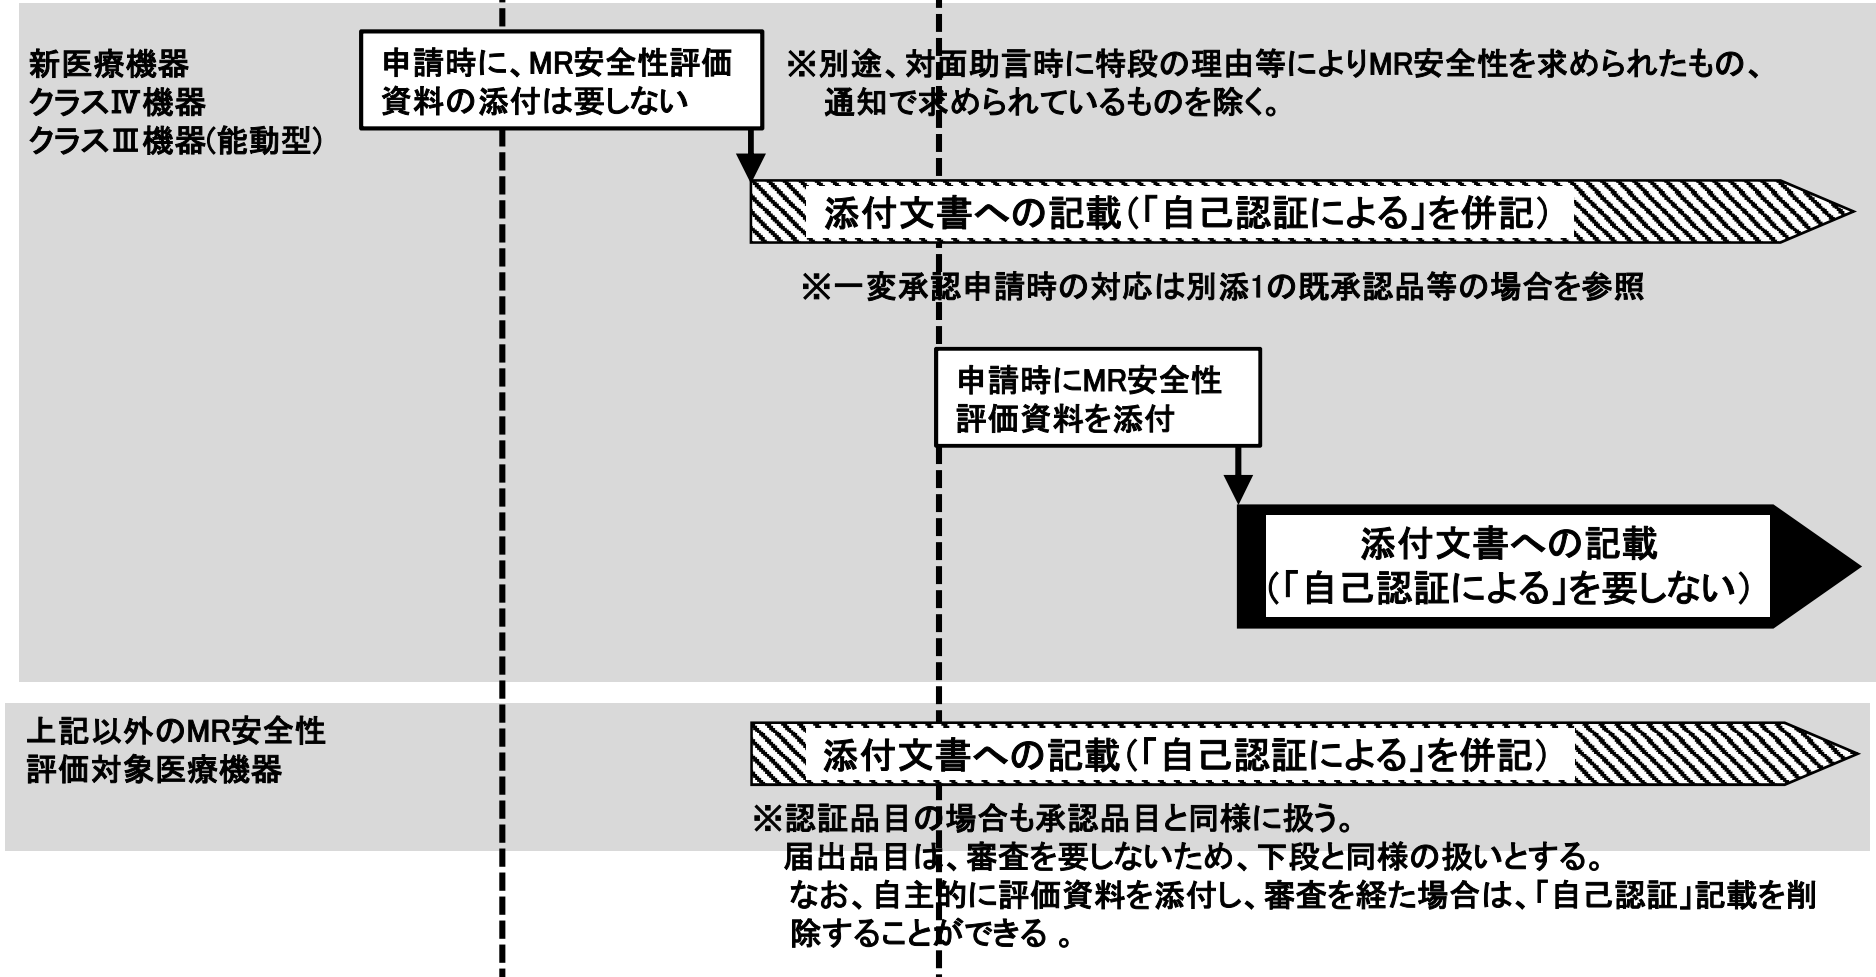 新医療機器
クラスⅣ機器
クラスⅢ機器(能動型)
申請時に、MR安全性評価
資料の添付は要しない
※別途、対面助言時に特段の理由等によりMR安全性を求められたもの、
通知で求められているものを除く。
添付文書への記載(「自己認証による」を併記)
※一変承認申請時の対応は別添1の既承認品等の場合を参照
申請時にMR安全性
評価資料を添付
添付文書への記載
(「自己認証による」を要しない)
上記以外のMR安全性
評価対象医療機器
添付文書への記載(「自己認証による」を併記)
※認証品目の場合も承認品目と同様に扱う。
届出品目は、審査を要しないため、下段と同様の扱いとする。
なお、自主的に評価資料を添付し、審査を経た場合は、「自己認証」記載を削
除することができる 。